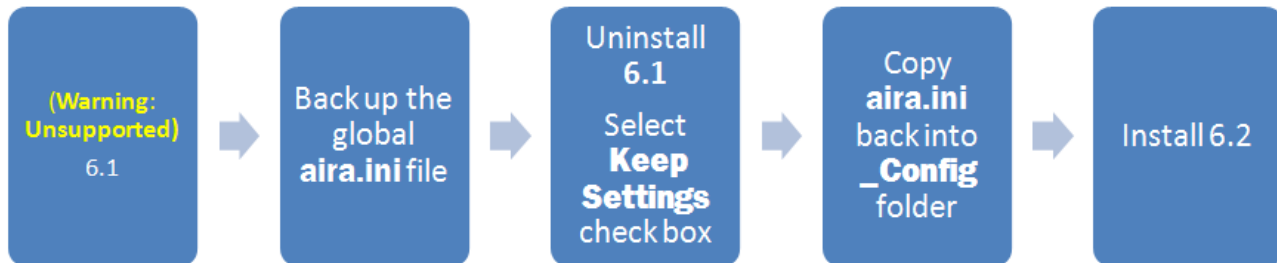 (Warning:
Unsupported)
6.1
Back up the
global
aira.ini file
Uninstall
6.1
Select
Keep
Settings
check box
Copy
aira.ini
back into
_Config
folder
Install 6.2